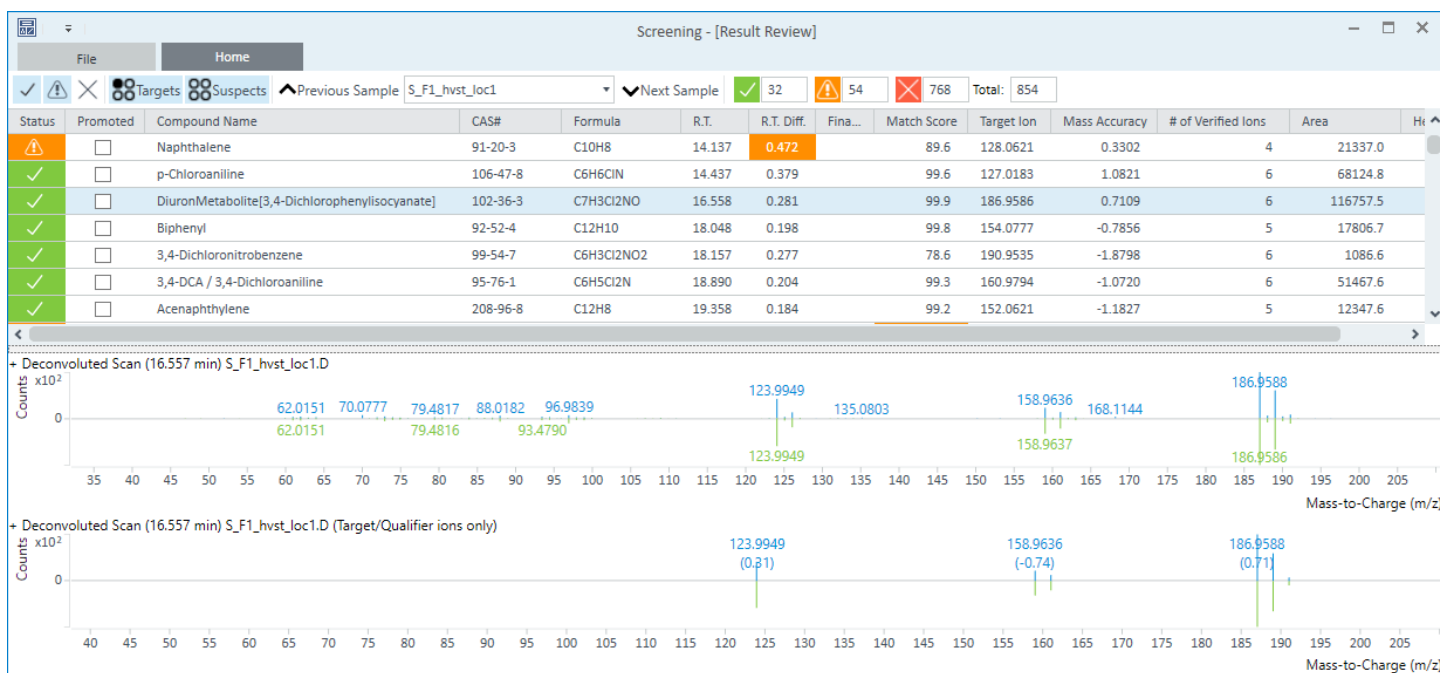 Screening - [Result Review]
File Home
Targets Suspects Previous Sample S_F1_hvst_loc1 Next Sample 32 54 768 Total: 854
Status Promoted Compound Name CAS# Formula R.T. R.T. Diff. Fina... Match Score Target Ion Mass Accuracy # of Verified Ions Area He
Naphthalene 91-20-3 C10H8 14.137 0.472 89.6 128.0621 0.3302 4 21337.0
p-Chloroaniline 106-47-8 C6H6ClN 14.437 0.379 99.6 127.0183 1.0821 6 68124.8
DiuronMetabolite[3,4-Dichlorophenylisocyanate] 102-36-3 C7H3Cl2NO 16.558 0.281 99.9 186.9586 0.7109 6 116757.5
Biphenyl 92-52-4 C12H10 18.048 0.198 99.8 154.0777 -0.7856 5 17806.7
3,4-Dichloronitrobenzene 99-54-7 C6H3Cl2NO2 18.157 0.277 78.6 190.9535 -1.8798 6 1086.6
3,4-DCA / 3,4-Dichloroaniline 95-76-1 C6H5Cl2N 18.890 0.204 99.3 160.9794 -1.0720 6 51467.6
Acenaphthylene 208-96-8 C12H8 19.358 0.184 99.2 152.0621 -1.1827 5 12347.6
+ Deconvoluted Scan (16.557 min) S_F1_hvst_loc1.D
Counts x10²
0
62.0151 70.0777 79.4817 88.0182 96.9839 123.9949 135.0803 158.9636 168.1144 186.9588
62.0151 79.4816 93.4790 123.9949 158.9637 186.9586
35 40 45 50 55 60 65 70 75 80 85 90 95 100 105 110 115 120 125 130 135 140 145 150 155 160 165 170 175 180 185 190 195 200 205
Mass-to-Charge (m/z)
+ Deconvoluted Scan (16.557 min) S_F1_hvst_loc1.D (Target/Qualifier ions only)
Counts x10²
0
123.9949 158.9636 186.9588
(0.31) (-0.74) (0.71)
40 45 50 55 60 65 70 75 80 85 90 95 100 105 110 115 120 125 130 135 140 145 150 155 160 165 170 175 180 185 190 195 200 205
Mass-to-Charge (m/z)